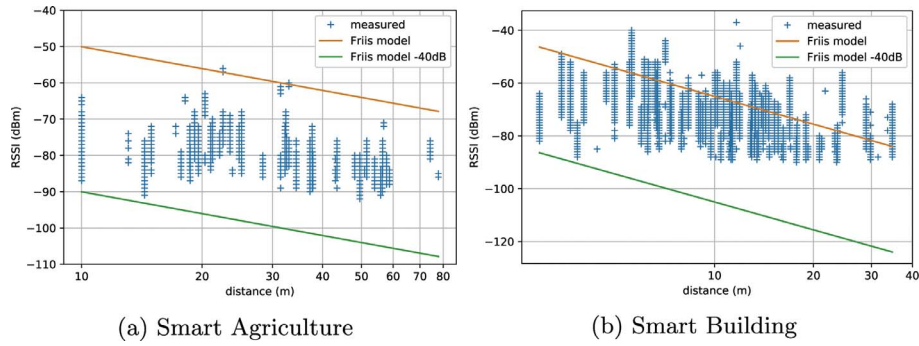 −40
−50
−60
−70
−80
−90
−100
−110
RSSI (dBm)
10 20 30 40 50 60 70 80
distance (m)
measured
Friis model
Friis model -40dB
(a) Smart Agriculture
−40
−60
−80
−100
−120
RSSI (dBm)
10 20 30 40
distance (m)
measured
Friis model
Friis model -40dB
(b) Smart Building